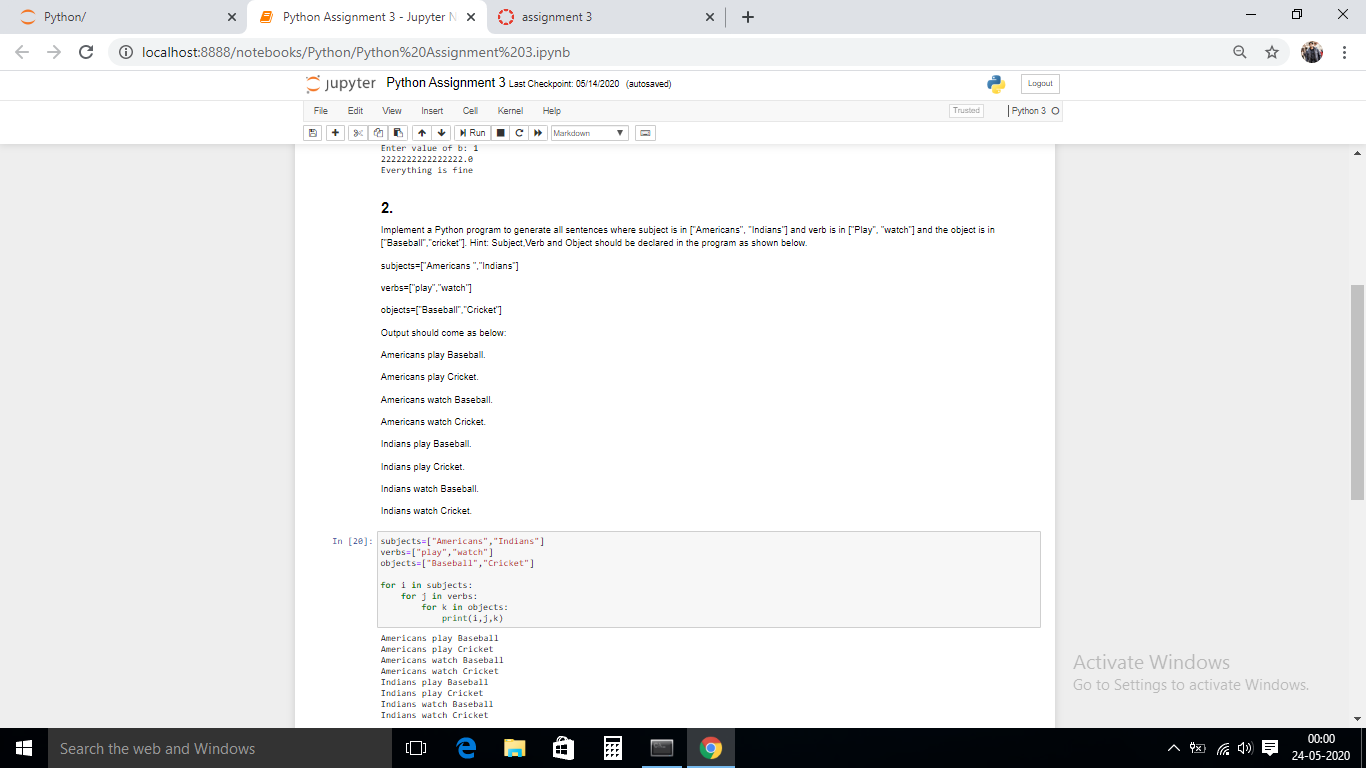 Python/
Python Assignment 3 - Jupyter N
assignment 3
localhost:8888/notebooks/Python/Python%20Assignment%203.ipynb
jupyter Python Assignment 3 Last Checkpoint: 05/14/2020 (autosaved)
Logout
File Edit View Insert Cell Kernel Help
Trusted
Python 3
Run
Markdown
Enter value of b: 1
2222222222222222.0
Everything is fine
2.
Implement a Python program to generate all sentences where subject is in ["Americans", "Indians"] and verb is in ["Play", "watch"] and the object is in
["Baseball","cricket"]. Hint: Subject,Verb and Object should be declared in the program as shown below.
subjects=["Americans ","Indians"]
verbs=["play","watch"]
objects=["Baseball","Cricket"]
Output should come as below:
Americans play Baseball.
Americans play Cricket.
Americans watch Baseball.
Americans watch Cricket.
Indians play Baseball.
Indians play Cricket.
Indians watch Baseball.
Indians watch Cricket.
In [20]: subjects=["Americans","Indians"]
verbs=["play","watch"]
objects=["Baseball","Cricket"]
for i in subjects:
for j in verbs:
for k in objects:
print(i,j,k)
Americans play Baseball
Americans play Cricket
Americans watch Baseball
Americans watch Cricket
Indians play Baseball
Indians play Cricket
Indians watch Baseball
Indians watch Cricket
Activate Windows
Go to Settings to activate Windows.
Search the web and Windows
00:00
24-05-2020